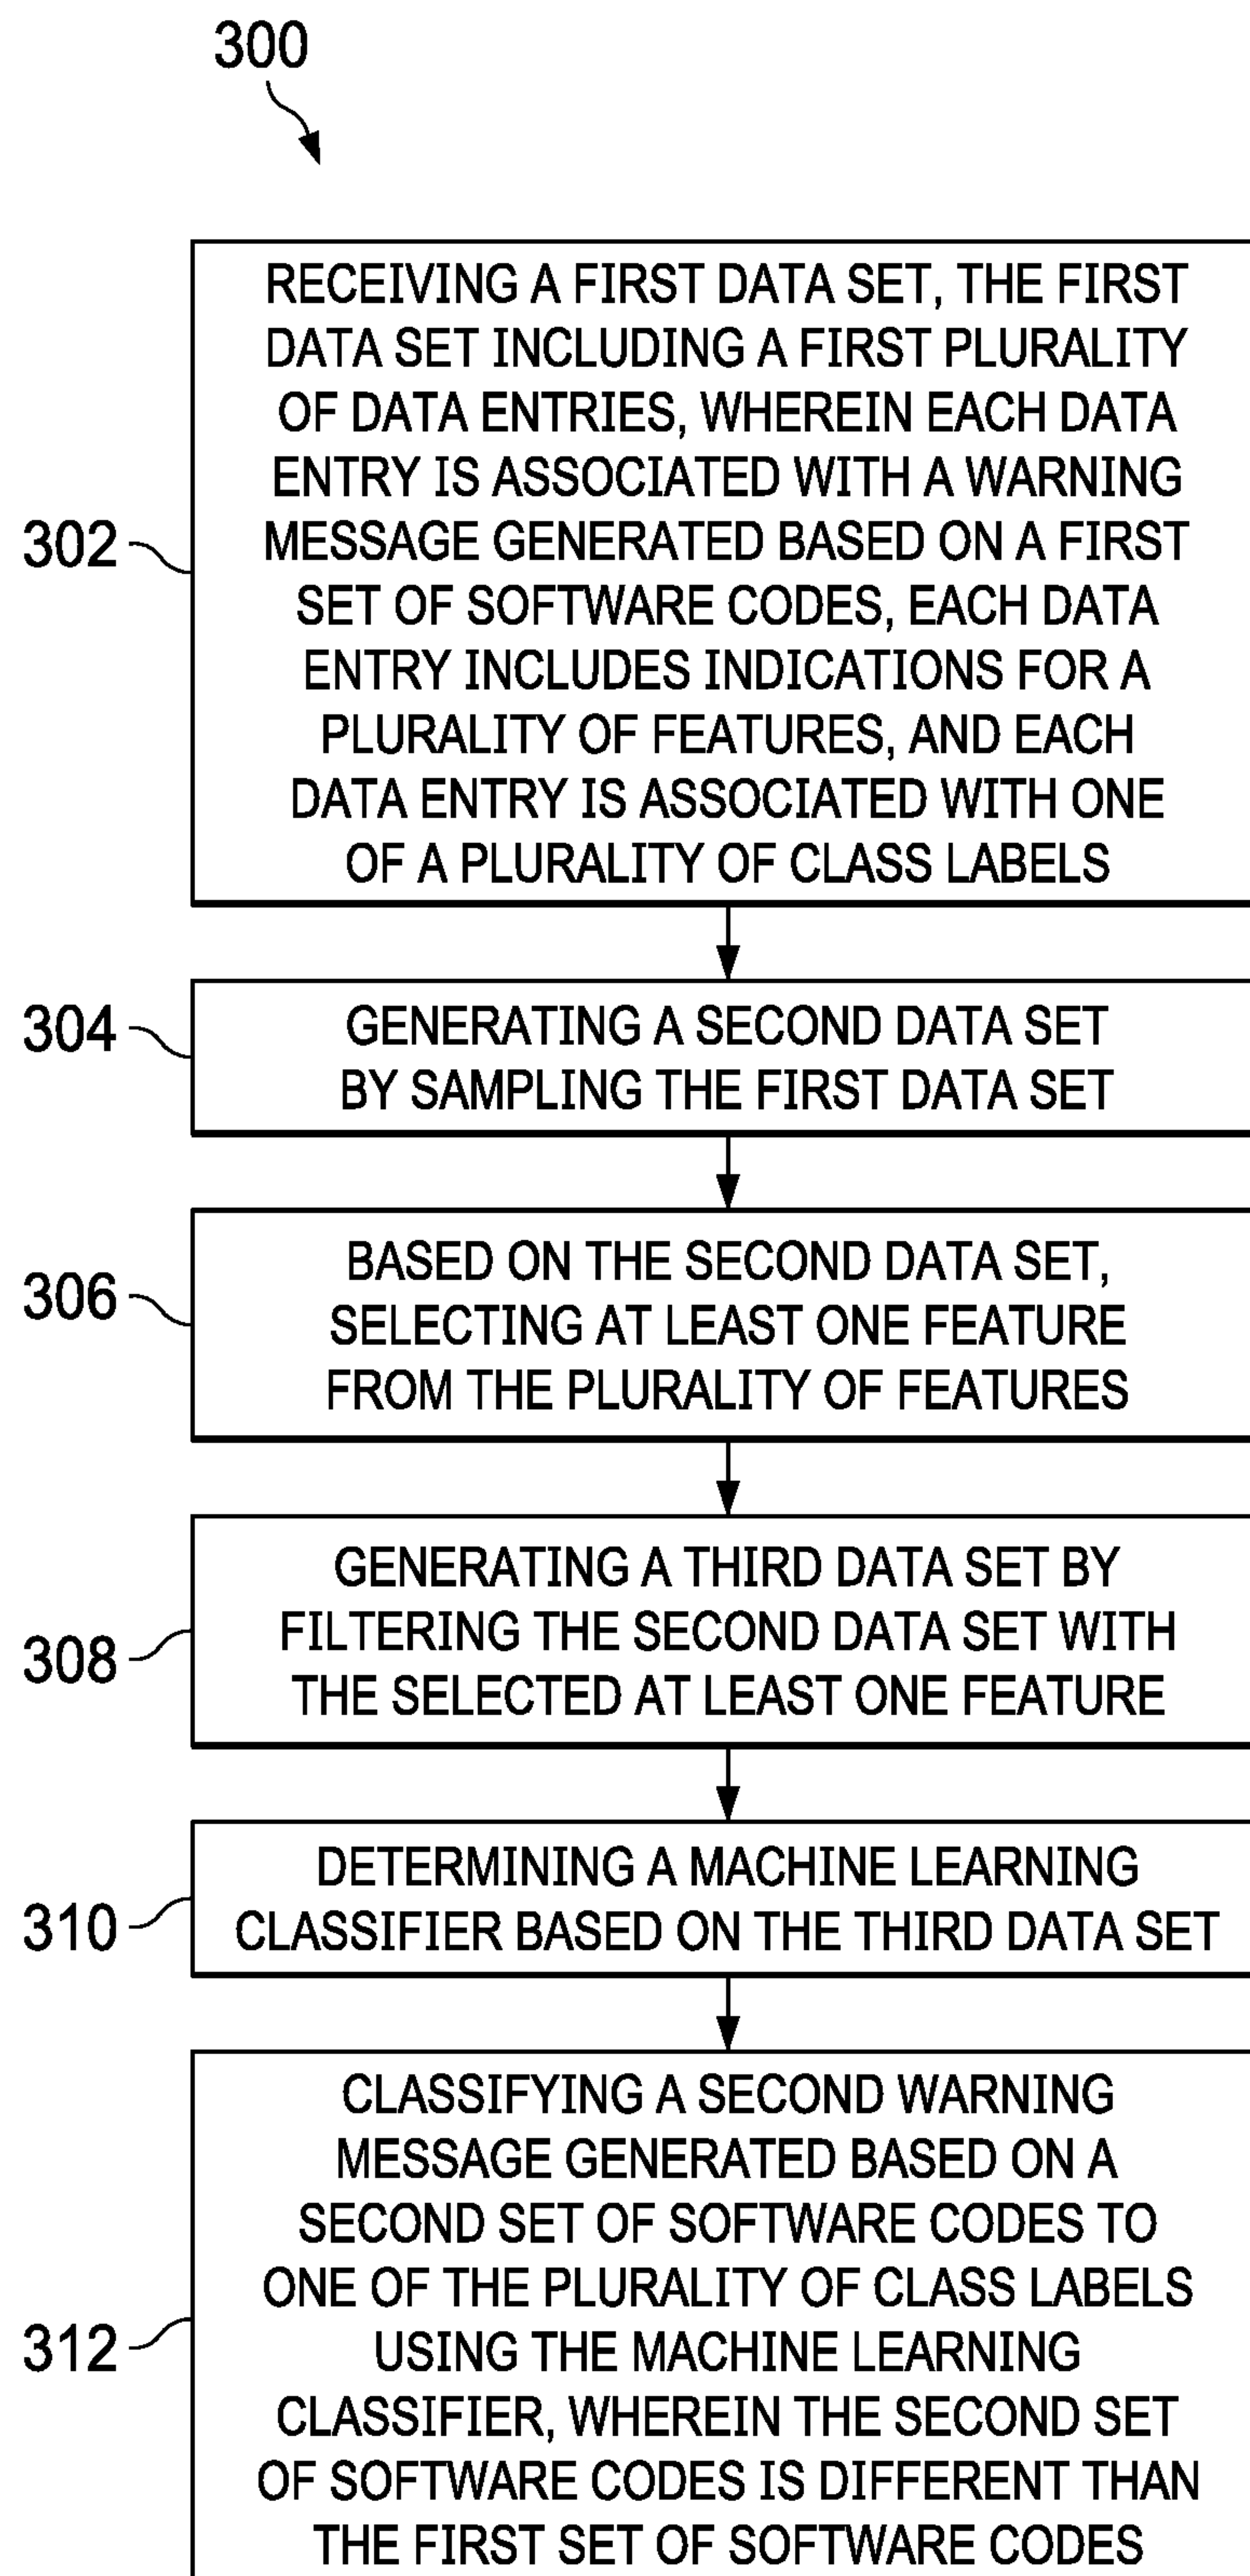 300
302
RECEIVING A FIRST DATA SET, THE FIRST
DATA SET INCLUDING A FIRST PLURALITY
OF DATA ENTRIES, WHEREIN EACH DATA
ENTRY IS ASSOCIATED WITH A WARNING
MESSAGE GENERATED BASED ON A FIRST
SET OF SOFTWARE CODES, EACH DATA
ENTRY INCLUDES INDICATIONS FOR A
PLURALITY OF FEATURES, AND EACH
DATA ENTRY IS ASSOCIATED WITH ONE
OF A PLURALITY OF CLASS LABELS
304
GENERATING A SECOND DATA SET
BY SAMPLING THE FIRST DATA SET
306
BASED ON THE SECOND DATA SET,
SELECTING AT LEAST ONE FEATURE
FROM THE PLURALITY OF FEATURES
308
GENERATING A THIRD DATA SET BY
FILTERING THE SECOND DATA SET WITH
THE SELECTED AT LEAST ONE FEATURE
310
DETERMINING A MACHINE LEARNING
CLASSIFIER BASED ON THE THIRD DATA SET
312
CLASSIFYING A SECOND WARNING
MESSAGE GENERATED BASED ON A
SECOND SET OF SOFTWARE CODES TO
ONE OF THE PLURALITY OF CLASS LABELS
USING THE MACHINE LEARNING
CLASSIFIER, WHEREIN THE SECOND SET
OF SOFTWARE CODES IS DIFFERENT THAN
THE FIRST SET OF SOFTWARE CODES